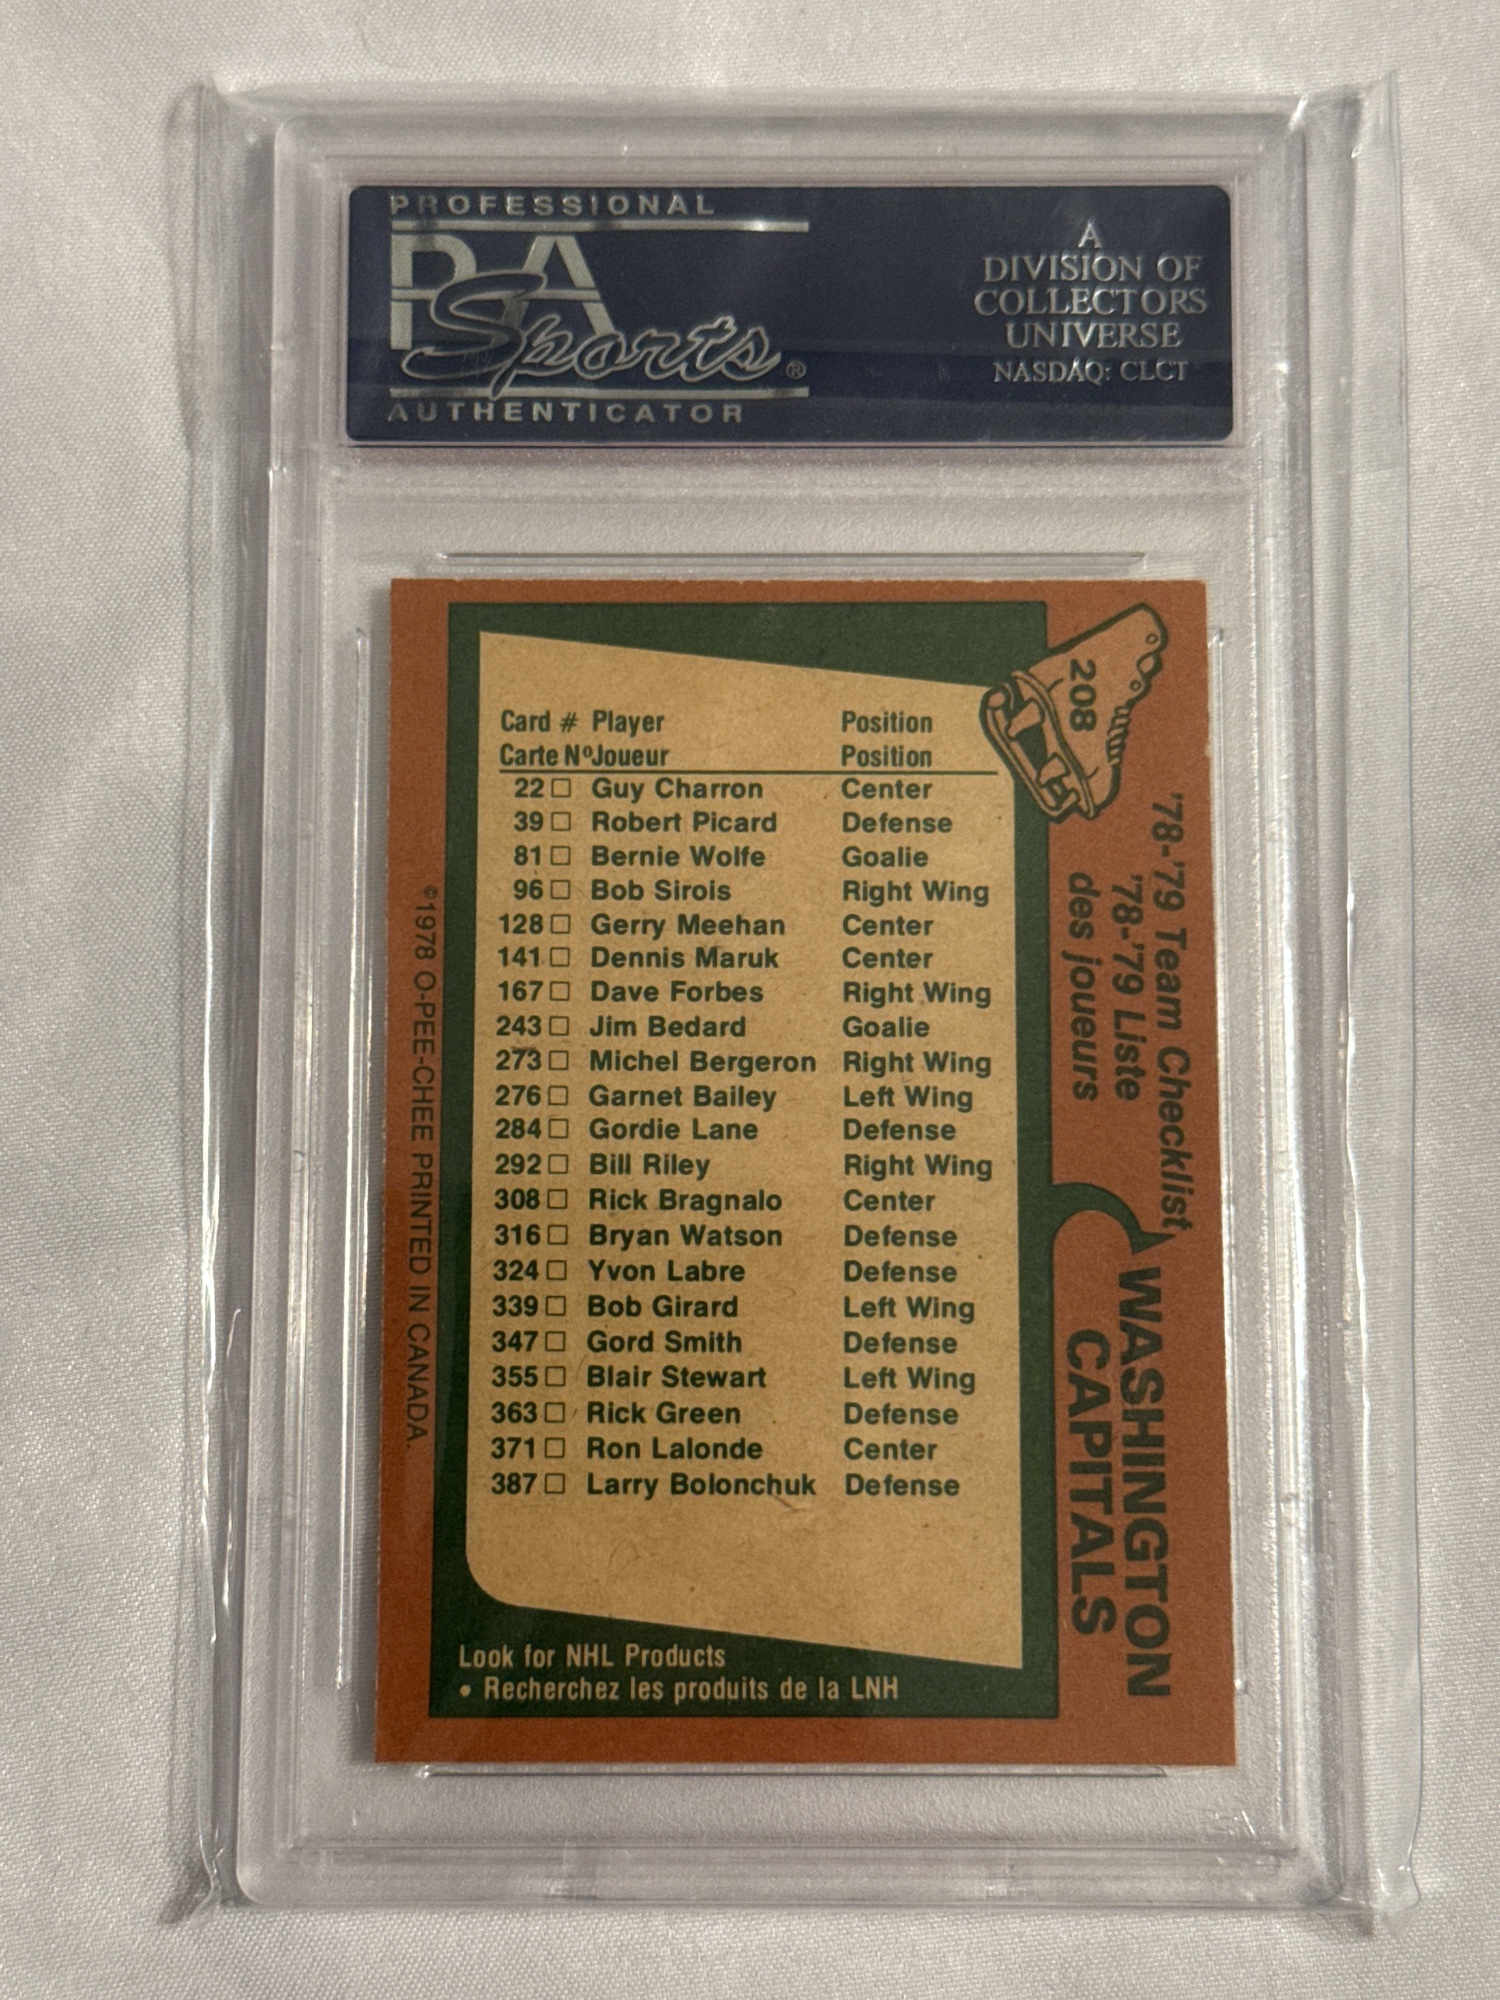 PROFESSIONAL
PSA
Sports®
AUTHENTICATOR
A
DIVISION OF
COLLECTORS
UNIVERSE
NASDAQ: CLCT
208
'78-'79 Team Checklist
'78-'79 Liste
des joueurs
WASHINGTON
CAPITALS
Card # Player Position
Carte Nº Joueur Position
22 □ Guy Charron Center
39 □ Robert Picard Defense
81 □ Bernie Wolfe Goalie
96 □ Bob Sirois Right Wing
128 □ Gerry Meehan Center
141 □ Dennis Maruk Center
167 □ Dave Forbes Right Wing
243 □ Jim Bedard Goalie
273 □ Michel Bergeron Right Wing
276 □ Garnet Bailey Left Wing
284 □ Gordie Lane Defense
292 □ Bill Riley Right Wing
308 □ Rick Bragnalo Center
316 □ Bryan Watson Defense
324 □ Yvon Labre Defense
339 □ Bob Girard Left Wing
347 □ Gord Smith Defense
355 □ Blair Stewart Left Wing
363 □ Rick Green Defense
371 □ Ron Lalonde Center
387 □ Larry Bolonchuk Defense
Look for NHL Products
• Recherchez les produits de la LNH
©1978 O-PEE-CHEE PRINTED IN CANADA.